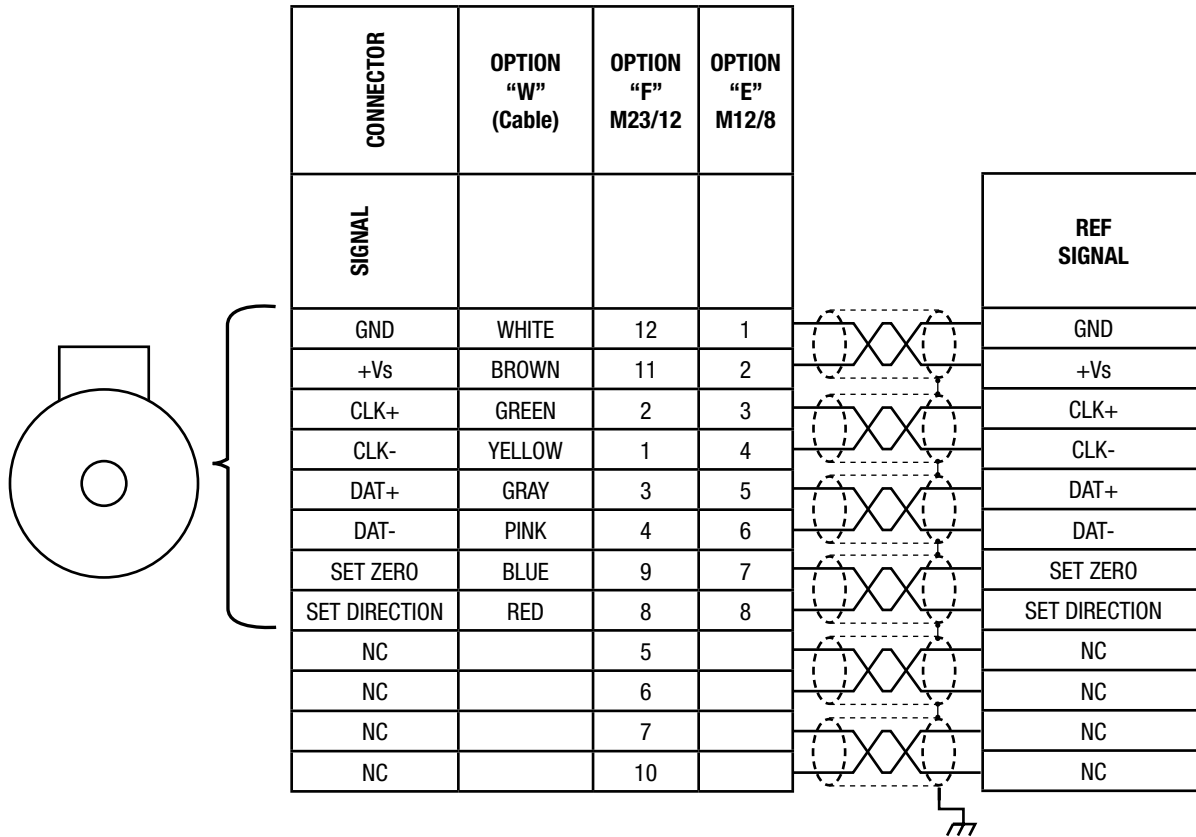 CONNECTOR
OPTION
“W”
(Cable)
OPTION
“F”
M23/12
OPTION
“E”
M12/8
SIGNAL
REF
SIGNAL
GND WHITE 12 1 GND
+Vs BROWN 11 2 +Vs
CLK+ GREEN 2 3 CLK+
CLK- YELLOW 1 4 CLK-
DAT+ GRAY 3 5 DAT+
DAT- PINK 4 6 DAT-
SET ZERO BLUE 9 7 SET ZERO
SET DIRECTION RED 8 8 SET DIRECTION
NC 5 NC
NC 6 NC
NC 7 NC
NC 10 NC